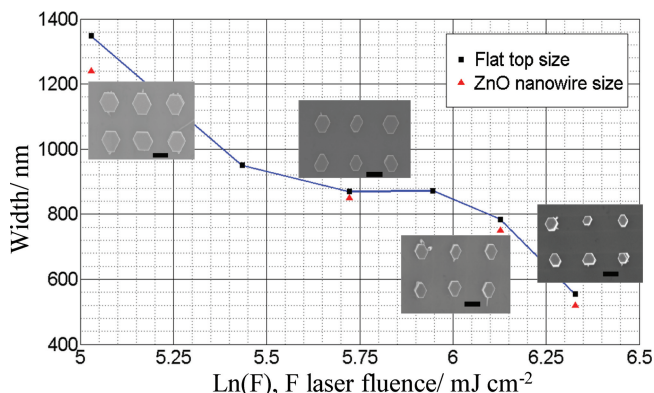 1400
1200
1000
800
600
400
Width/ nm
Flat top size
ZnO nanowire size
5 5.25 5.5 5.75 6 6.25 6.5
Ln(F), F laser fluence/ mJ cm⁻²